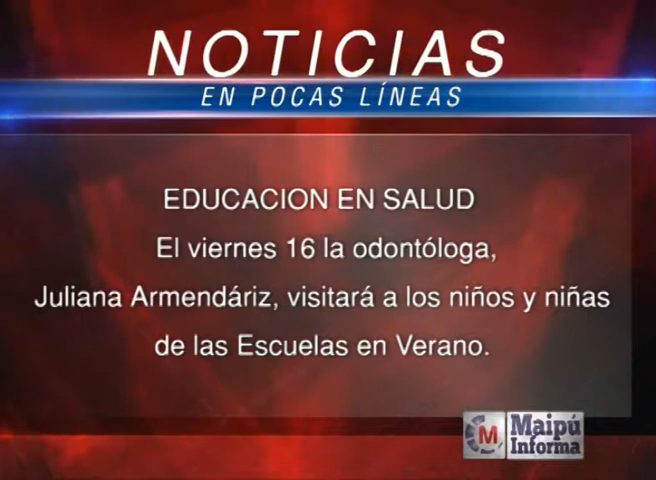 NOTICIAS
EN POCAS LÍNEAS
EDUCACION EN SALUD
El viernes 16 la odontóloga,
Juliana Armendáriz, visitará a los niños y niñas
de las Escuelas en Verano.
M Maipú
Informa